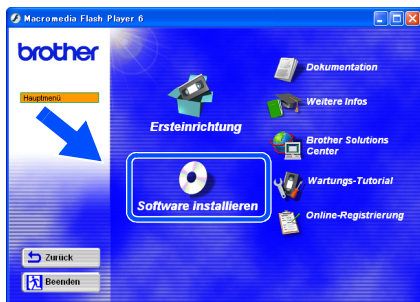 Macromedia Flash Player 6
brother
Hauptmenü
Ersteinrichtung
Software installieren
Dokumentation
Weitere Infos
Brother Solutions
Center
Wartungs-Tutorial
Online-Registrierung
Zurück
Beenden